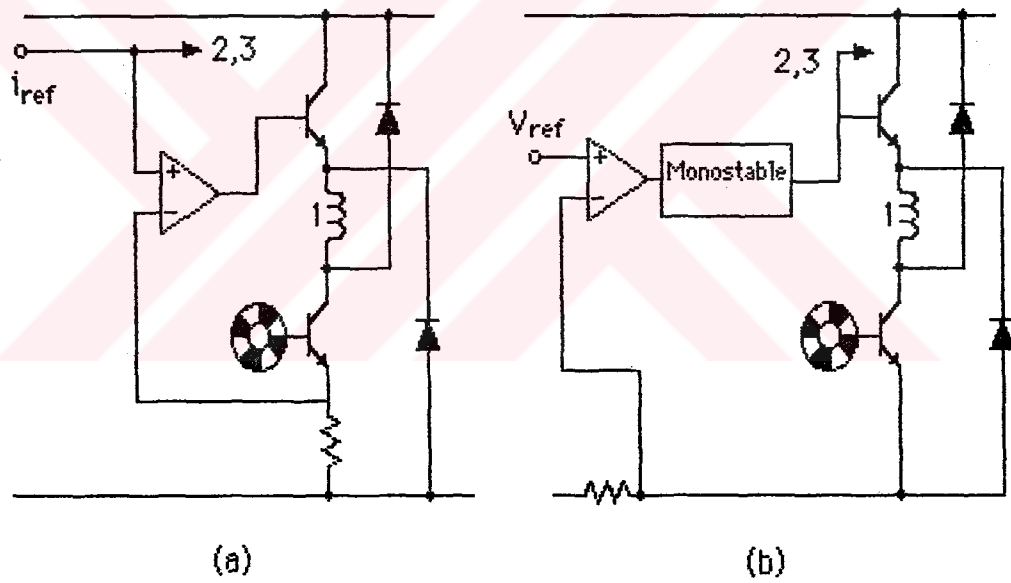 2,3
i_ref
+
−
1
(a)
2,3
V_ref
+
−
Monostable
1
(b)